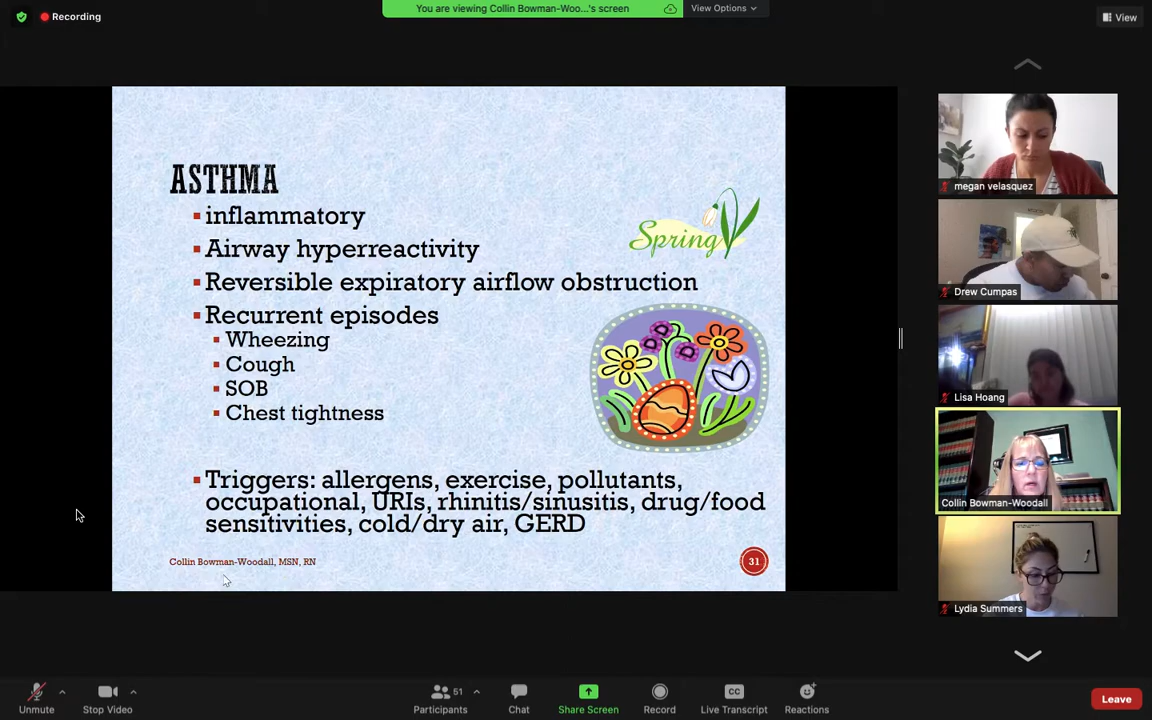 Recording
You are viewing Collin Bowman-Woo...'s screen
View Options
View
ASTHMA
inflammatory
Airway hyperreactivity
Reversible expiratory airflow obstruction
Recurrent episodes
Wheezing
Cough
SOB
Chest tightness
Spring
Triggers: allergens, exercise, pollutants,
occupational, URIs, rhinitis/sinusitis, drug/food
sensitivities, cold/dry air, GERD
Collin Bowman-Woodall, MSN, RN
31
megan velasquez
Drew Cumpas
Lisa Hoang
Collin Bowman-Woodall
Lydia Summers
Unmute
Stop Video
51
Participants
Chat
Share Screen
Record
CC
Live Transcript
Reactions
Leave